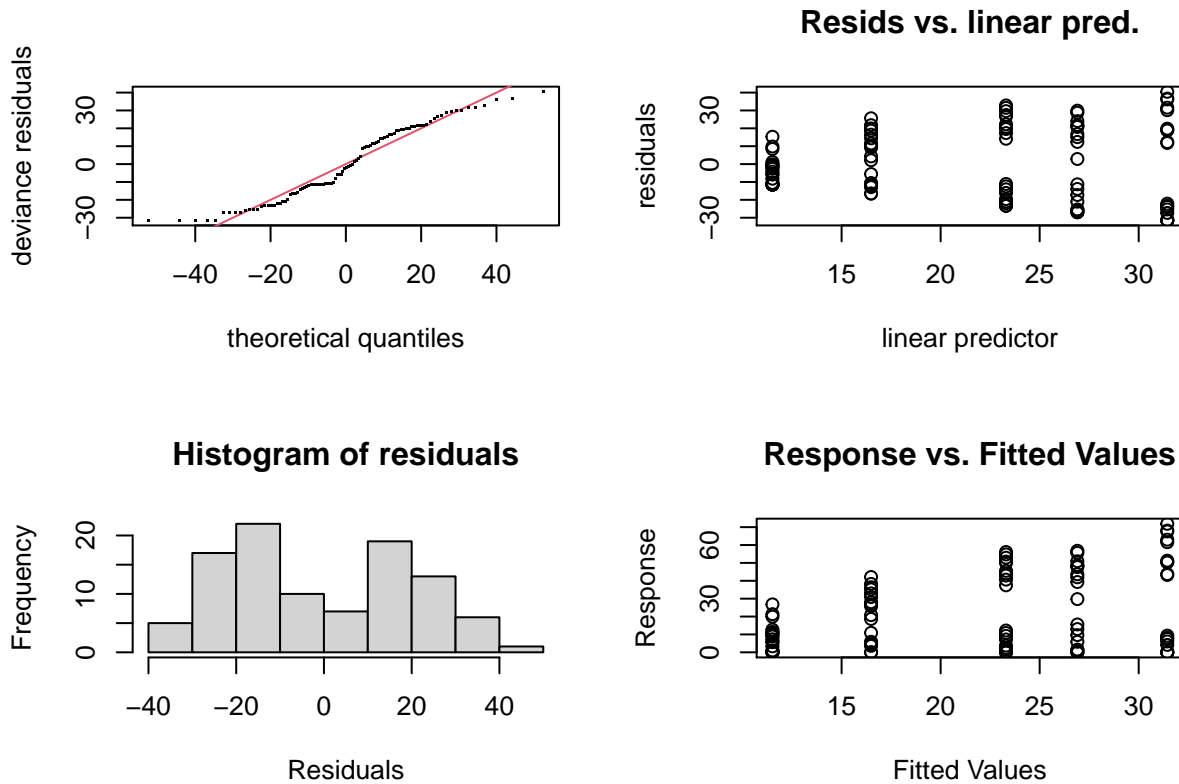 deviance residuals
−30 0 30
−40 −20 0 20 40
theoretical quantiles
Resids vs. linear pred.
residuals
−30 0 30
15 20 25 30
linear predictor
Histogram of residuals
Frequency
0 10 20
−40 −20 0 20 40
Residuals
Response vs. Fitted Values
Response
0 30 60
15 20 25 30
Fitted Values